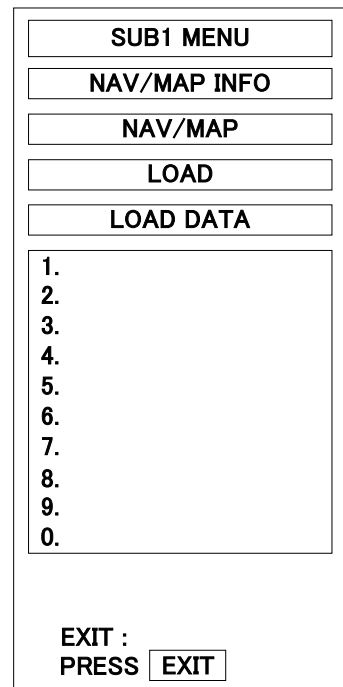 SUB1 MENU
NAV/MAP INFO
NAV/MAP
LOAD
LOAD DATA
1.
2.
3.
4.
5.
6.
7.
8.
9.
0.
EXIT :
PRESS EXIT